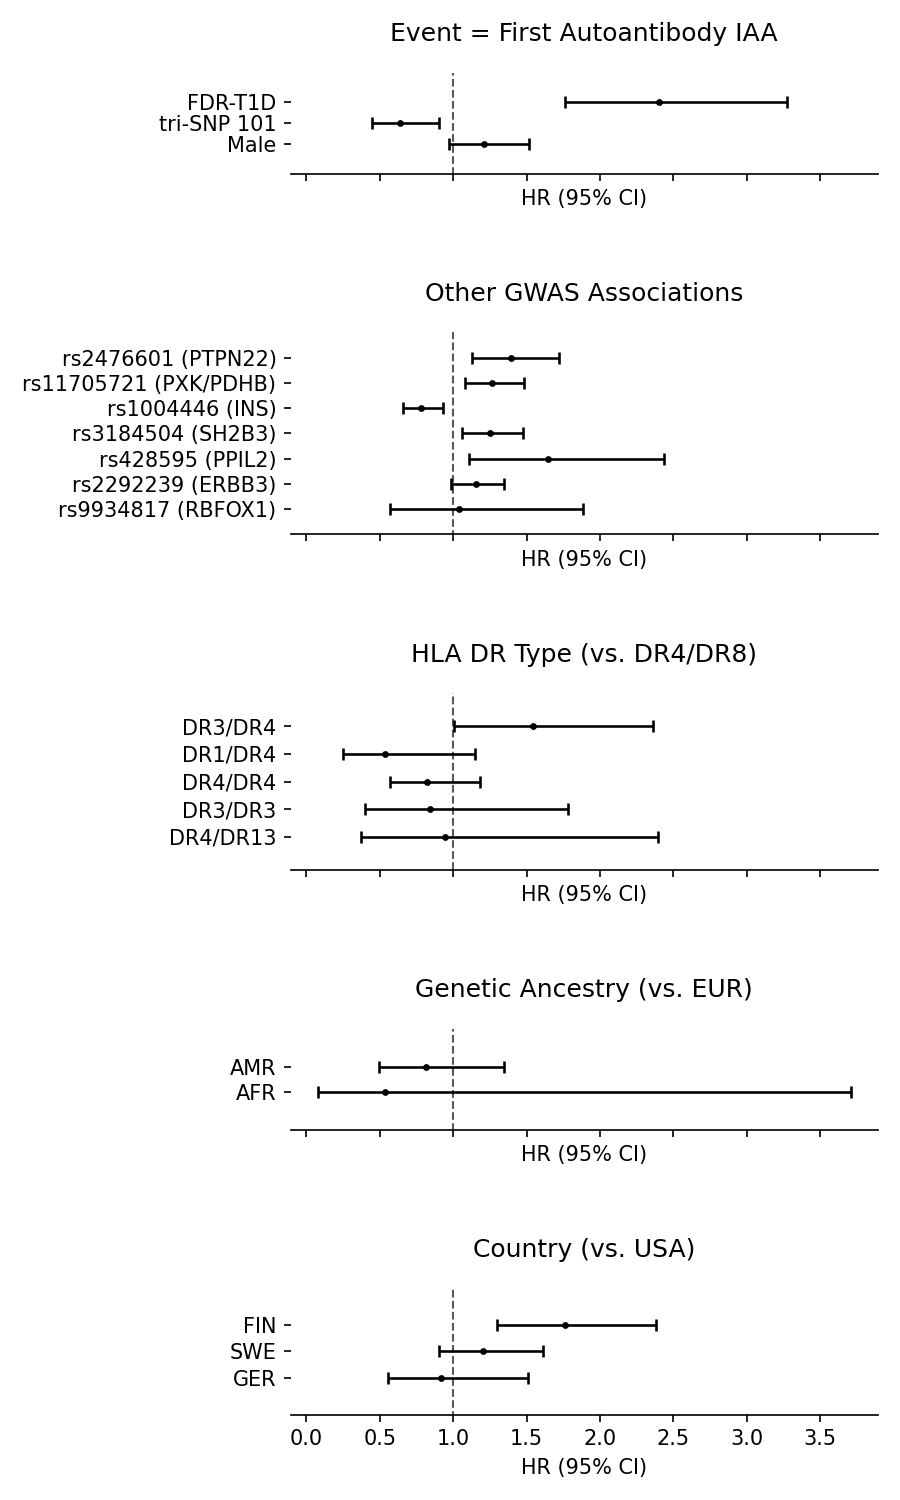 Event = First Autoantibody IAA
FDR-T1D
tri-SNP 101
Male
HR (95% CI)
Other GWAS Associations
rs2476601 (PTPN22)
rs11705721 (PXK/PDHB)
rs1004446 (INS)
rs3184504 (SH2B3)
rs428595 (PPIL2)
rs2292239 (ERBB3)
rs9934817 (RBFOX1)
HR (95% CI)
HLA DR Type (vs. DR4/DR8)
DR3/DR4
DR1/DR4
DR4/DR4
DR3/DR3
DR4/DR13
HR (95% CI)
Genetic Ancestry (vs. EUR)
AMR
AFR
HR (95% CI)
Country (vs. USA)
FIN
SWE
GER
0.0 0.5 1.0 1.5 2.0 2.5 3.0 3.5
HR (95% CI)